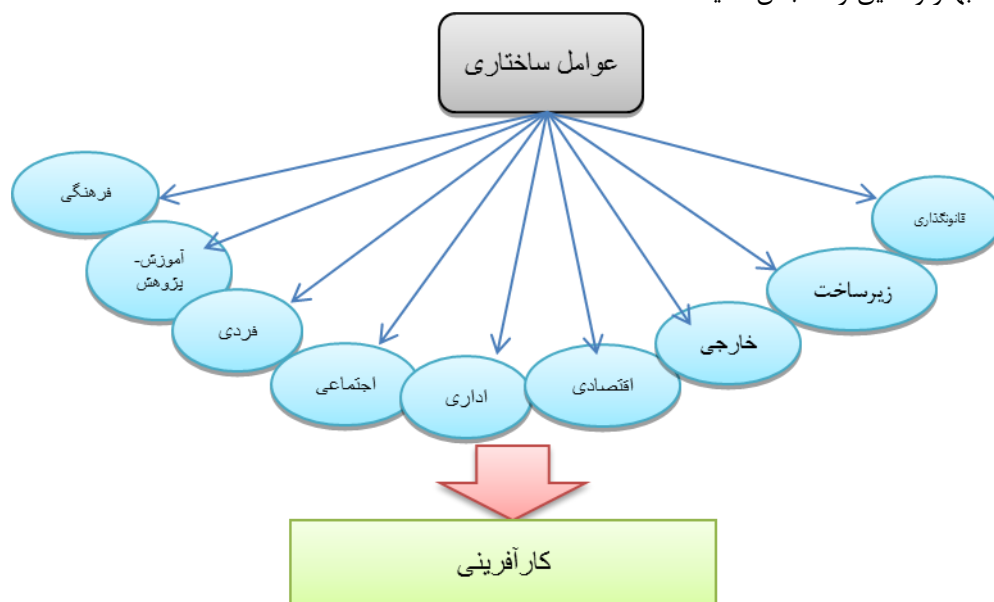 عوامل ساختاری
فرهنگی
قانونگذاری
آموزش-
پژوهش
زیرساخت
فردی
خارجی
اجتماعی
اداری
اقتصادی
کارآفرینی